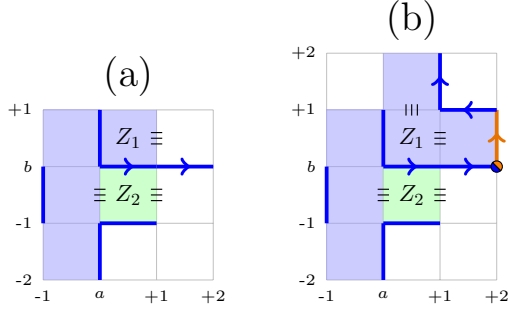 (a)
+1
Z₁ ≡
b
≡ Z₂ ≡
-1
-2
-1 a +1 +2
(b)
+2
+1
≡
Z₁ ≡
b
≡ Z₂ ≡
-1
-2
-1 a +1 +2